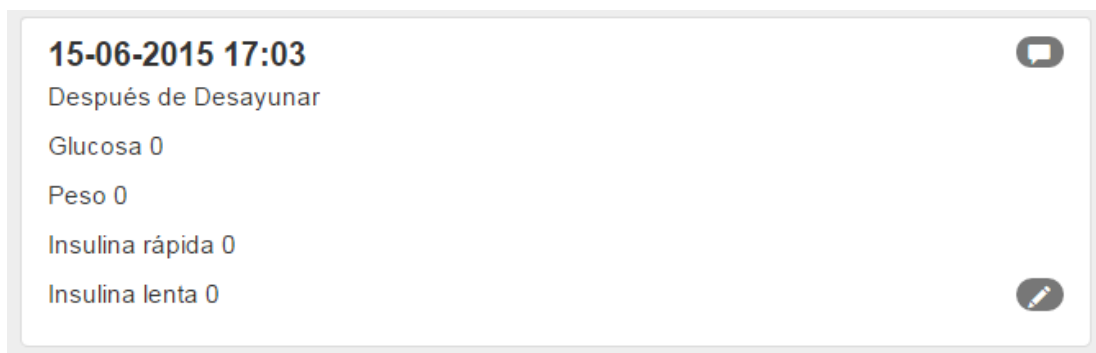 15-06-2015 17:03
Después de Desayunar
Glucosa 0
Peso 0
Insulina rápida 0
Insulina lenta 0